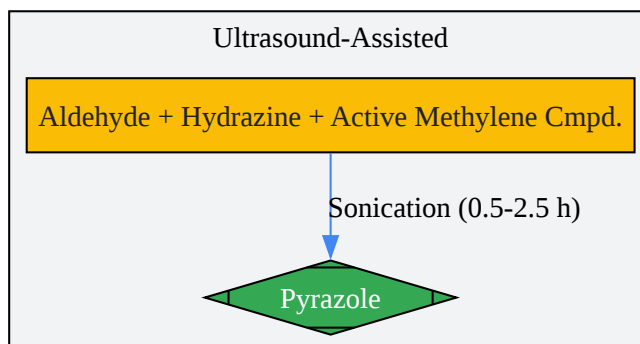 Ultrasound-Assisted
Aldehyde + Hydrazine + Active Methylene Cmpd.
Sonication (0.5-2.5 h)
Pyrazole